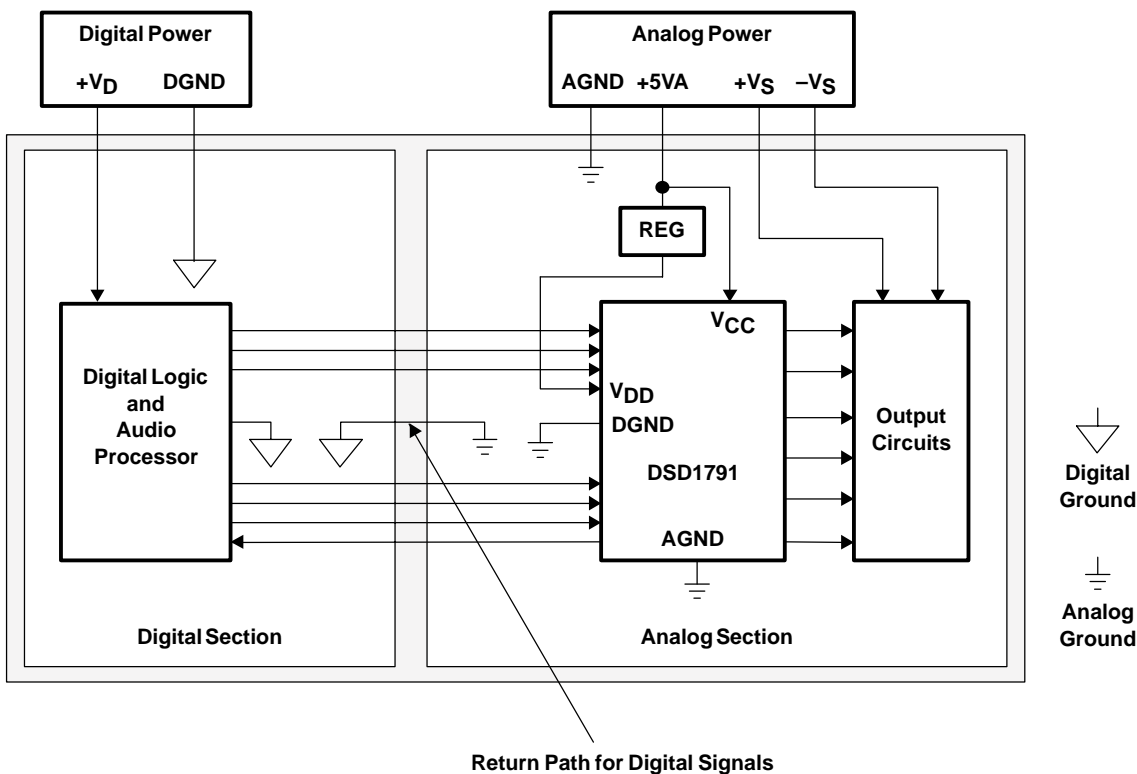 Digital Power
+VD DGND
Analog Power
AGND +5VA +VS –VS
REG
VCC
Digital Logic
and
Audio
Processor
VDD
DGND
DSD1791
AGND
Output
Circuits
Digital
Ground
Analog
Ground
Digital Section
Analog Section
Return Path for Digital Signals